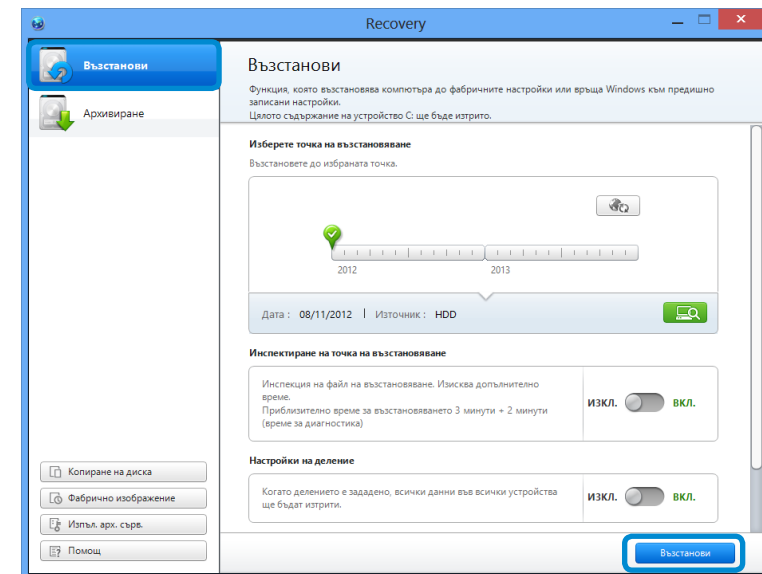 Recovery
Възстанови
Архивиране
Копиране на диска
Фабрично изображение
Изпъл. арх. сърв.
Помощ
Възстанови
Функция, която възстановява компютъра до фабричните настройки или връща Windows към предишно
записани настройки.
Цялото съдържание на устройство C: ще бъде изтрито.
Изберете точка на възстановяване
Възстановете до избраната точка.
2012 2013
Дата : 08/11/2012 | Източник : HDD
Инспектиране на точка на възстановяване
Инспекция на файл на възстановяване. Изисква допълнително
време.
Приблизително време за възстановяването 3 минути + 2 минути
(време за диагностика)
ИЗКЛ. ВКЛ.
Настройки на деление
Когато делението е зададено, всички данни във всички устройства
ще бъдат изтрити.
ИЗКЛ. ВКЛ.
Възстанови